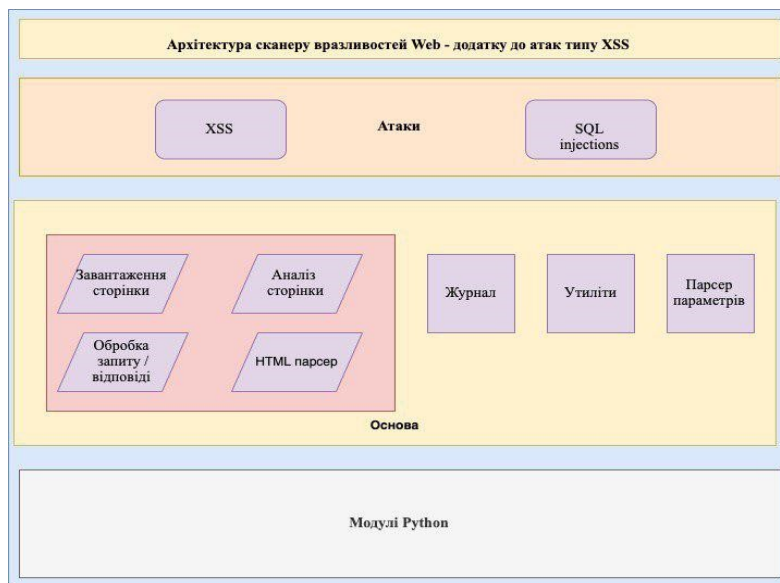 Архітектура сканеру вразливостей Web - додатку до атак типу XSS
XSS
Атаки
SQL
injections
Завантаження
сторінки
Аналіз
сторінки
Журнал
Утиліти
Парсер
параметрів
Обробка
запиту /
відповіді
HTML парсер
Основа
Модулі Python